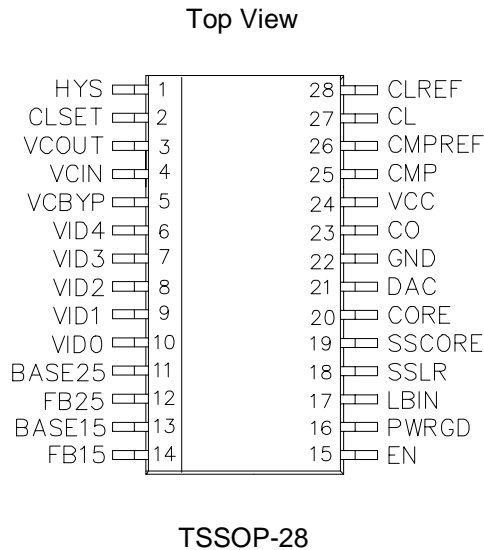 Top View
HYS 1 28 CLREF
CLSET 2 27 CL
VCOUT 3 26 CMPREF
VCIN 4 25 CMP
VCBYP 5 24 VCC
VID4 6 23 CO
VID3 7 22 GND
VID2 8 21 DAC
VID1 9 20 CORE
VID0 10 19 SSCORE
BASE25 11 18 SSLR
FB25 12 17 LBIN
BASE15 13 16 PWRGD
FB15 14 15 EN
TSSOP-28